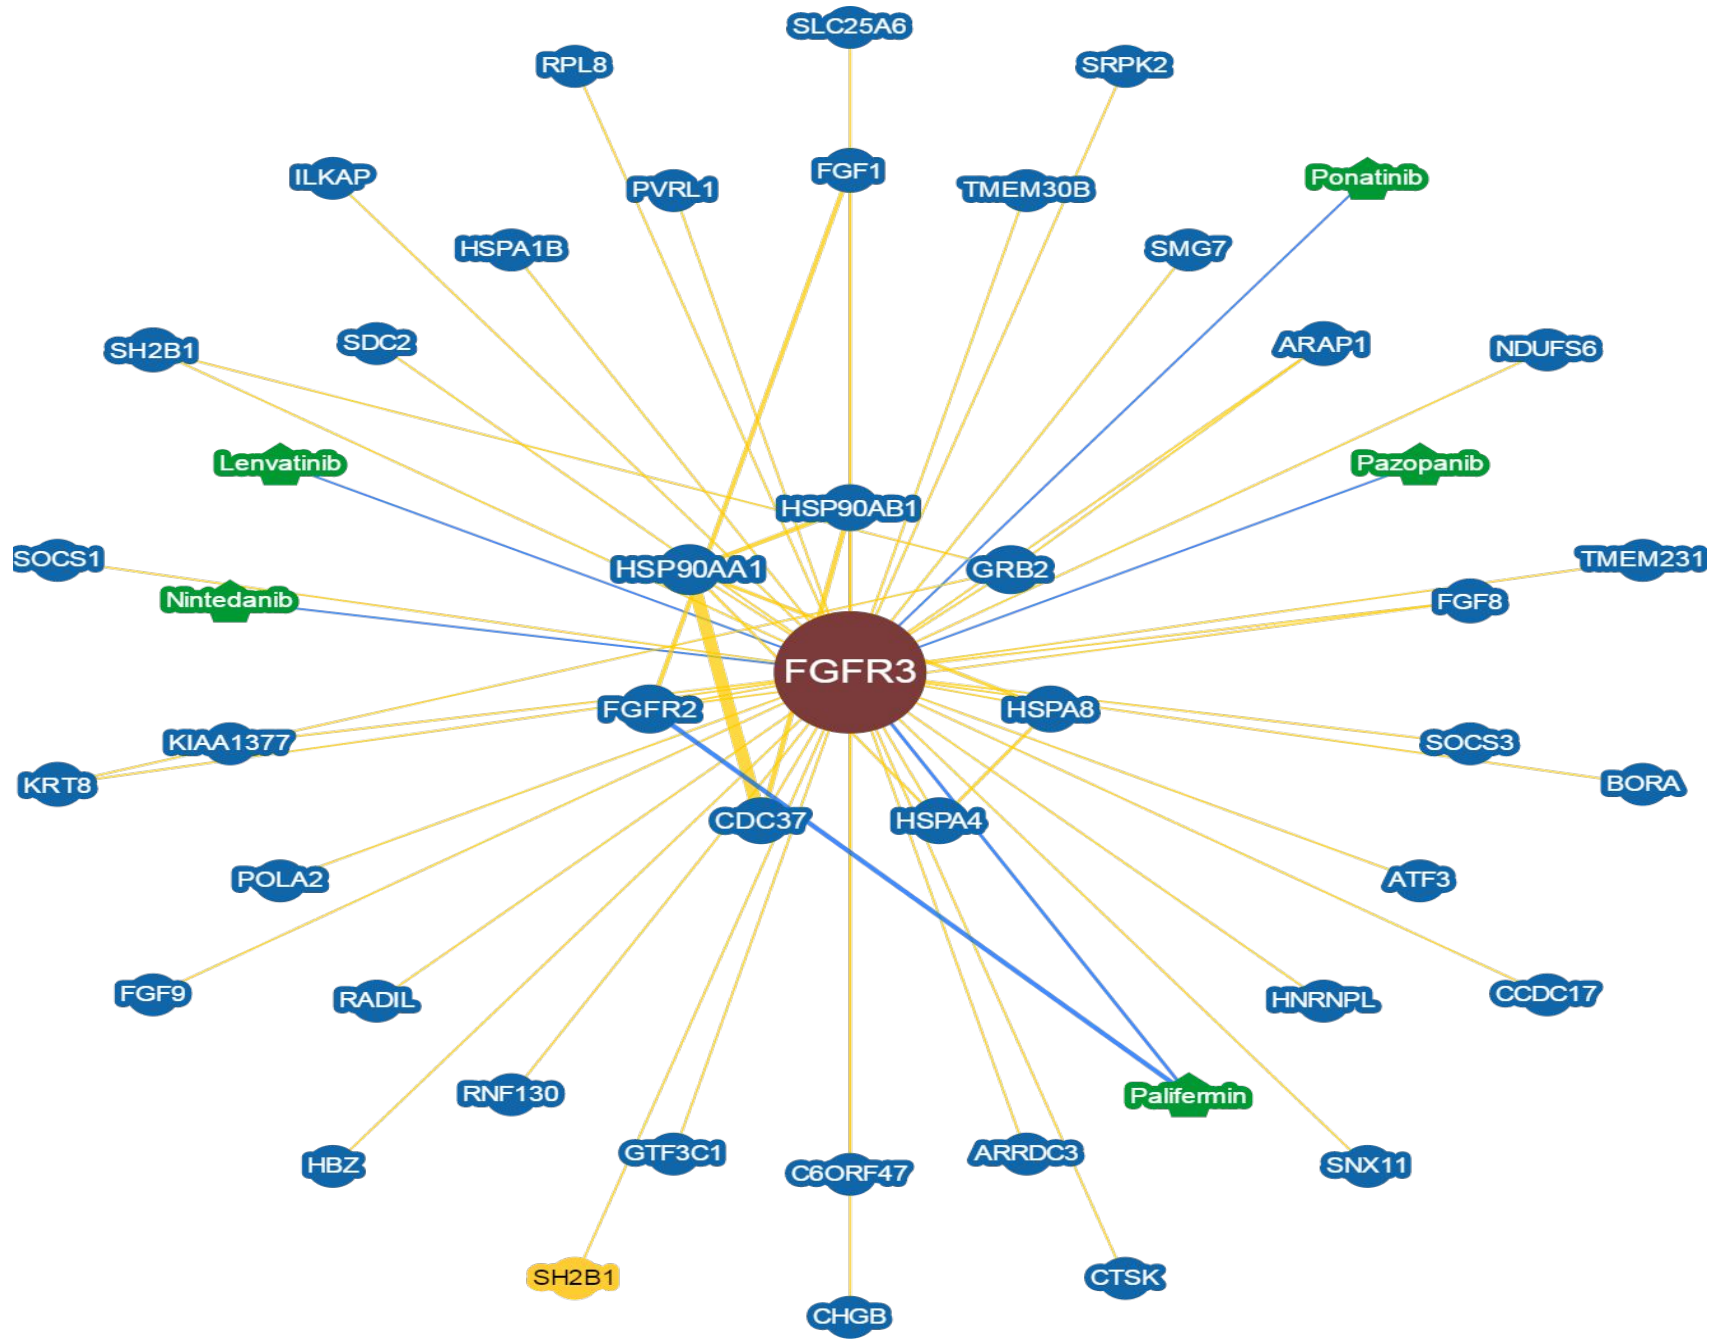 SLC25A6
RPL8
SRPK2
ILKAP
PVRL1
FGF1
TMEM30B
Ponatinib
HSPA1B
SMG7
SH2B1
SDC2
ARAP1
NDUFS6
Lenvatinib
Pazopanib
HSP90AB1
SOCS1
HSP90AA1
GRB2
TMEM231
Nintedanib
FGF8
FGFR3
FGFR2
HSPA8
KIAA1377
SOCS3
KRT8
BORA
CDC37
HSPA4
POLA2
ATF3
FGF9
RADIL
HNRNPL
CCDC17
RNF130
Palifermin
HBZ
GTF3C1
C6ORF47
ARRDC3
SNX11
SH2B1
CTSK
CHGB